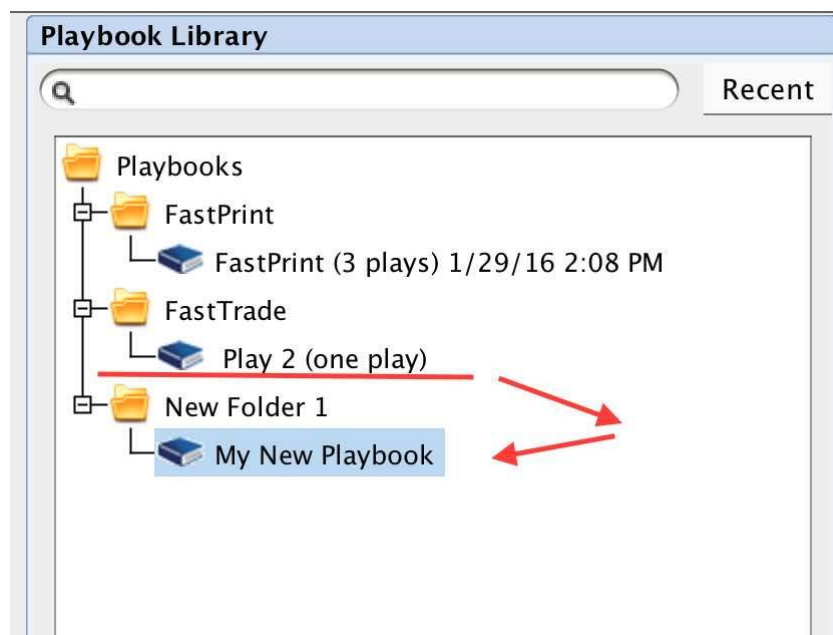 Playbook Library
Recent
Playbooks
FastPrint
FastPrint (3 plays) 1/29/16 2:08 PM
FastTrade
Play 2 (one play)
New Folder 1
My New Playbook